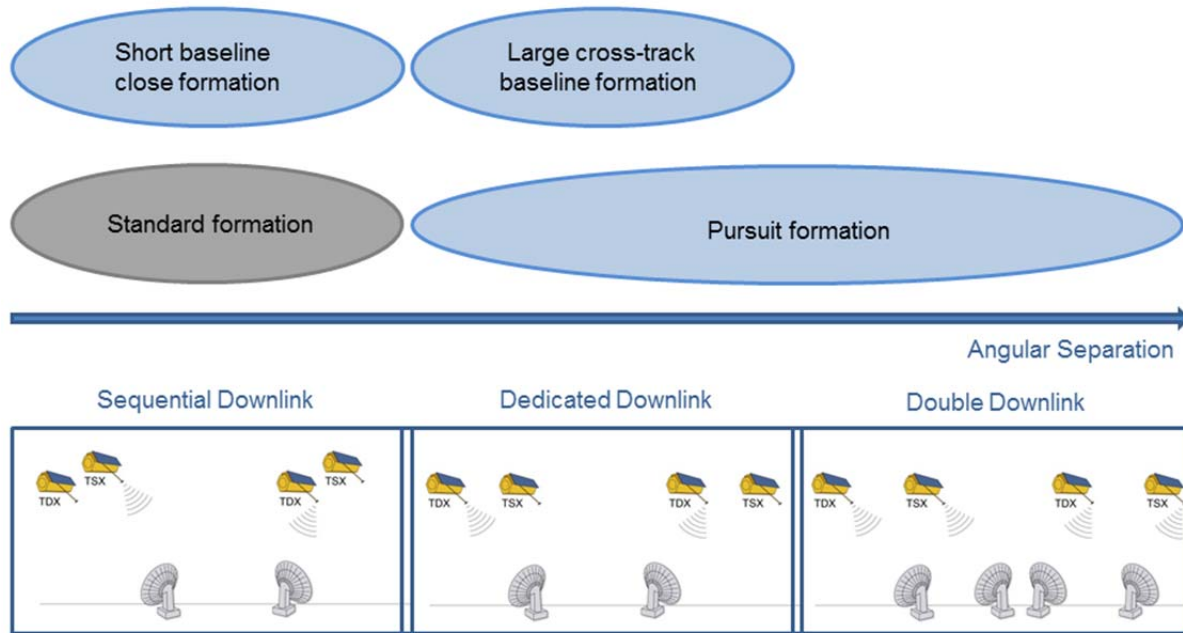 Short baseline
close formation
Large cross-track
baseline formation
Standard formation
Pursuit formation
Angular Separation
Sequential Downlink
Dedicated Downlink
Double Downlink
TDX
TSX
TDX
TSX
TDX
TSX
TDX
TSX
TDX
TSX
TDX
TSX